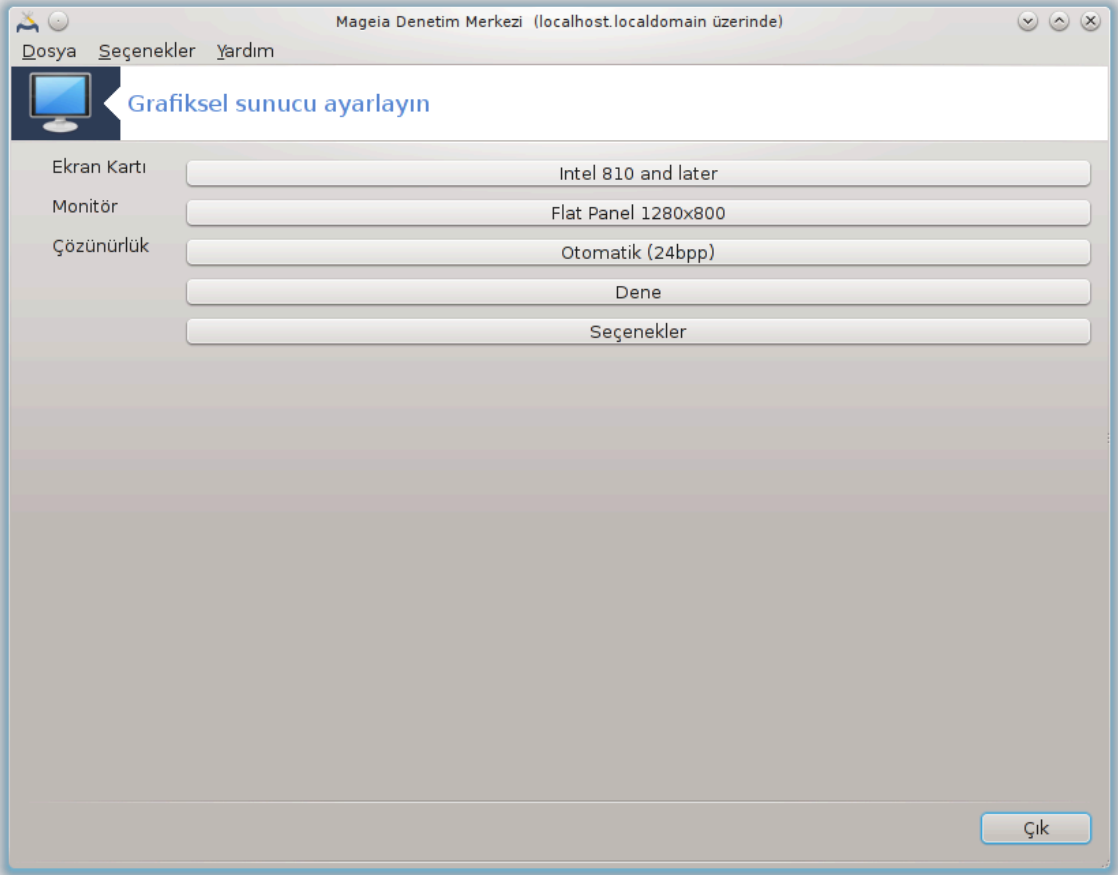 Mageia Denetim Merkezi (localhost.localdomain üzerinde)
Dosya Seçenekler Yardım
Grafiksel sunucu ayarlayın
Ekran Kartı Intel 810 and later
Monitör Flat Panel 1280x800
Çözünürlük Otomatik (24bpp)
Dene
Seçenekler
Çık